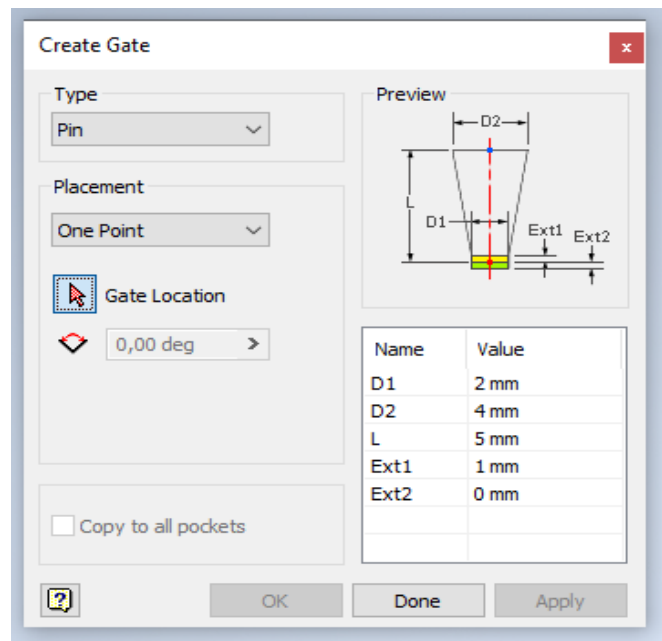 Create Gate
x
Type
Pin
Placement
One Point
Gate Location
0,00 deg >
Copy to all pockets
Preview
D2
L
D1
Ext1
Ext2
Name Value
D1 2 mm
D2 4 mm
L 5 mm
Ext1 1 mm
Ext2 0 mm
?
OK
Done
Apply